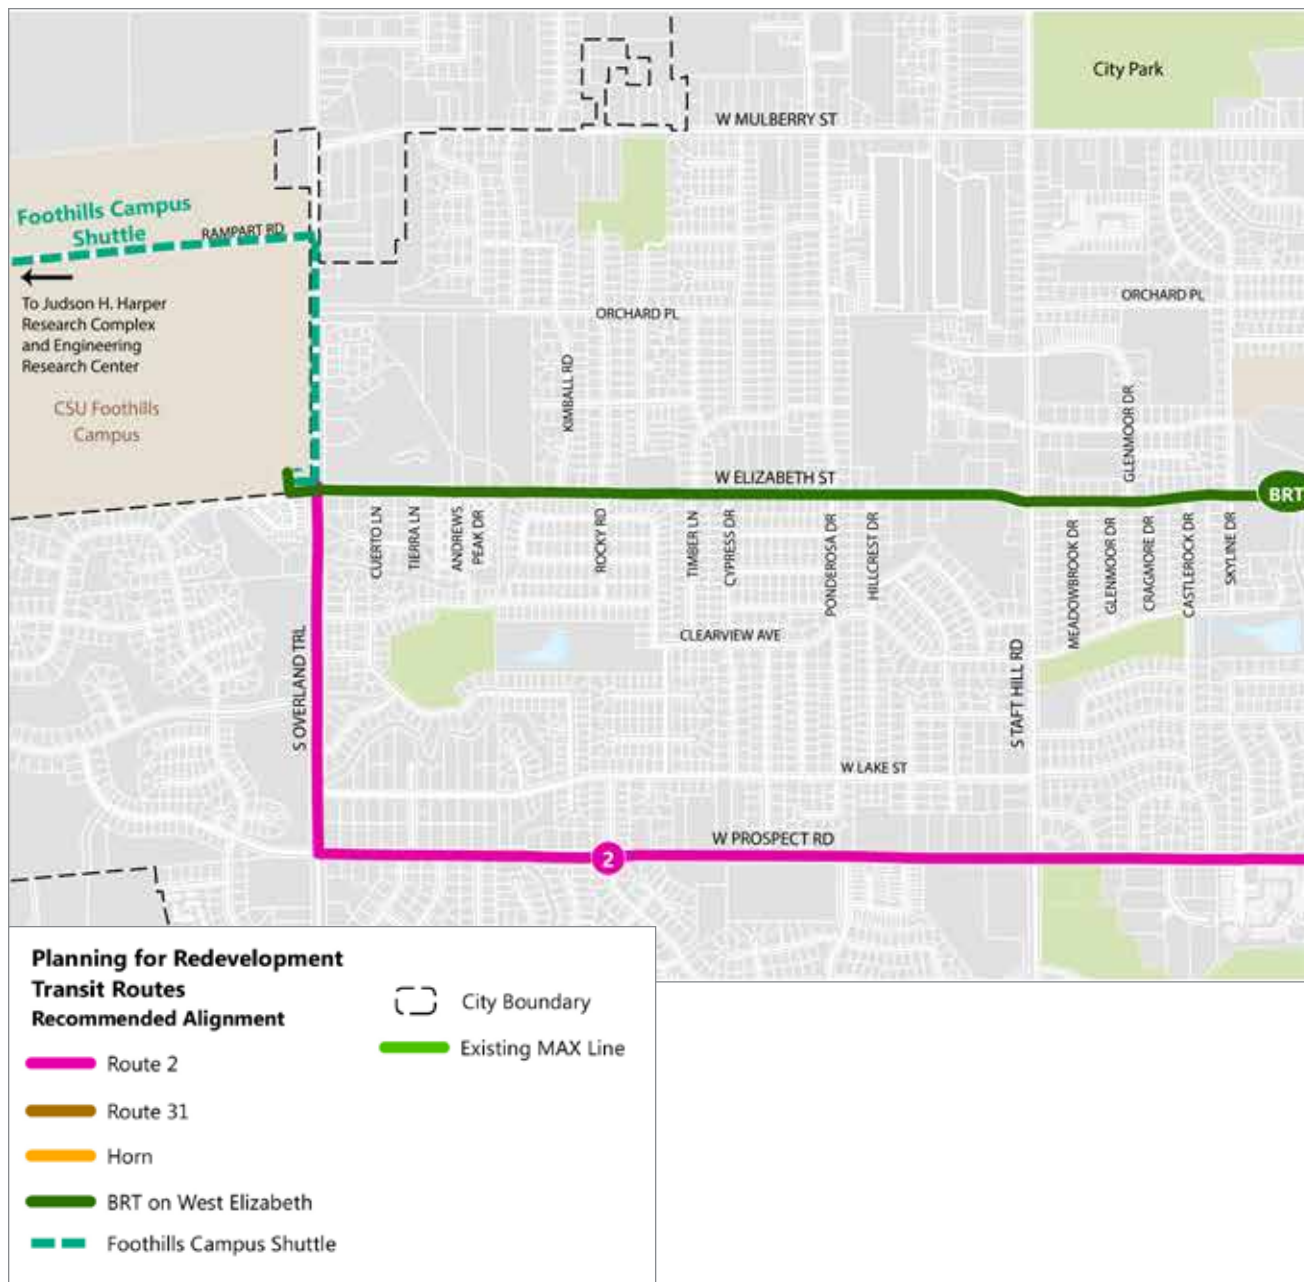 City Park
W MULBERRY ST
Foothills Campus
Shuttle
RAMPART RD
To Judson H. Harper
Research Complex
and Engineering
Research Center
ORCHARD PL
ORCHARD PL
CSU Foothills
Campus
KIMBALL RD
GLENMOOR DR
W ELIZABETH ST
BRT
CUERTO LN
TIERRA LN
ANDREWS
PEAK DR
ROCKY RD
TIMBER LN
CYPRESS DR
PONDEROSA DR
HILLCREST DR
MEADOWBROOK DR
GLENMOOR DR
CRAGMORE DR
CASTLEROCK DR
SKYLINE DR
CLEARVIEW AVE
S OVERLAND TRL
S TAFT HILL RD
W LAKE ST
W PROSPECT RD
2
Planning for Redevelopment
Transit Routes
Recommended Alignment
Route 2
Route 31
Horn
BRT on West Elizabeth
Foothills Campus Shuttle
City Boundary
Existing MAX Line